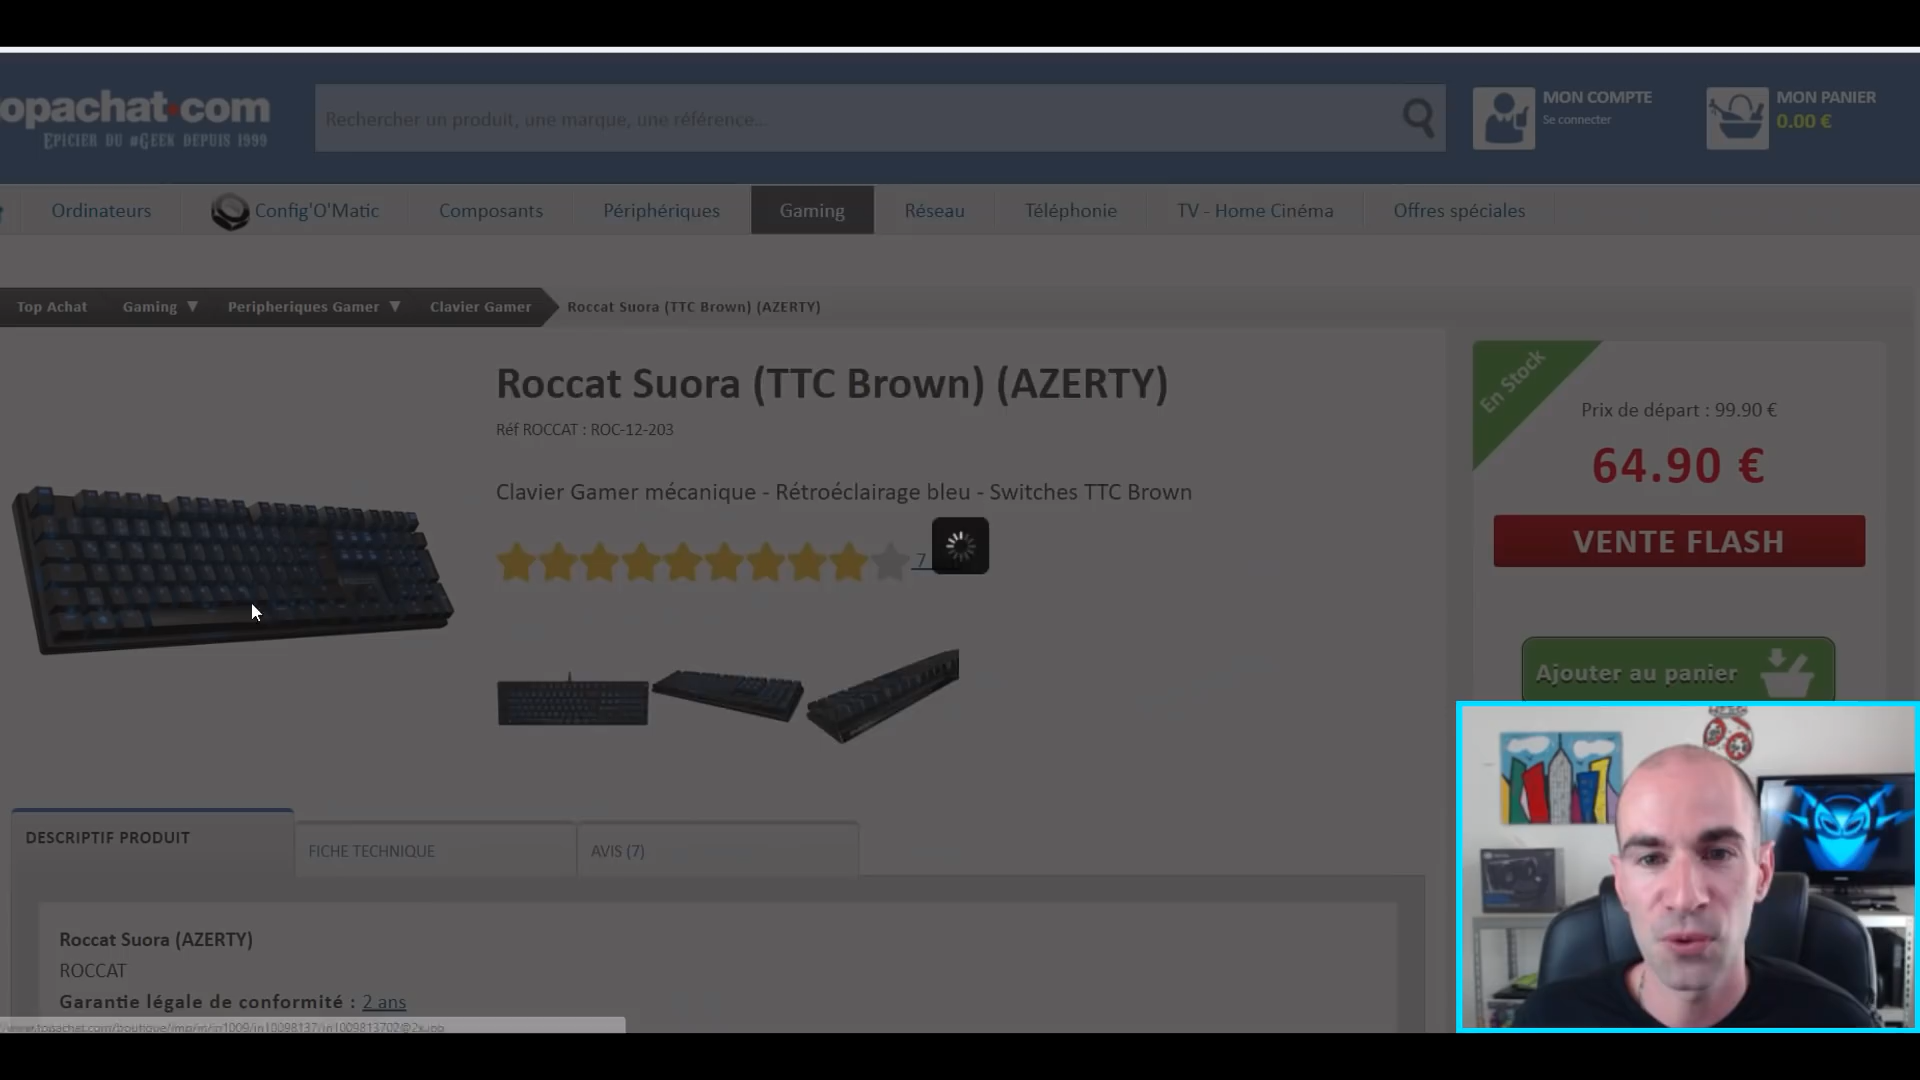 opachat.com
EPICIER DU #GEEK DEPUIS 1999
Rechercher un produit, une marque, une référence...
MON COMPTE
Se connecter
MON PANIER
0.00 €
Ordinateurs
Config'O'Matic
Composants
Périphériques
Gaming
Réseau
Téléphonie
TV - Home Cinéma
Offres spéciales
Top Achat
Gaming ▼
Peripheriques Gamer ▼
Clavier Gamer
Roccat Suora (TTC Brown) (AZERTY)
Roccat Suora (TTC Brown) (AZERTY)
Réf ROCCAT : ROC-12-203
Clavier Gamer mécanique - Rétroéclairage bleu - Switches TTC Brown
7
En Stock
Prix de départ : 99.90 €
64.90 €
VENTE FLASH
Ajouter au panier
DESCRIPTIF PRODUIT
FICHE TECHNIQUE
AVIS (7)
Roccat Suora (AZERTY)
ROCCAT
Garantie légale de conformité : 2 ans